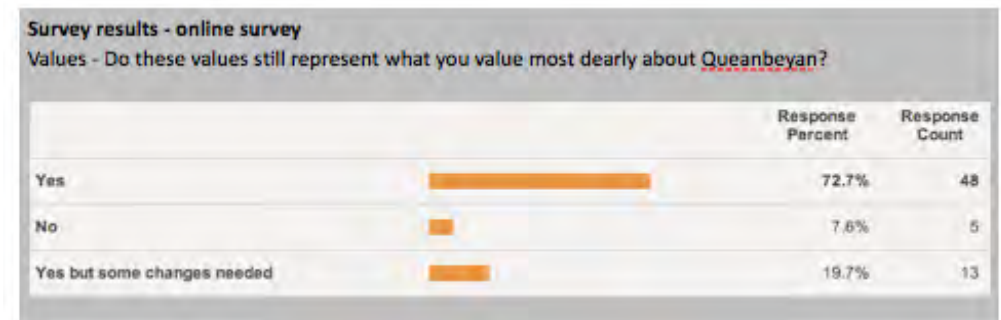 Survey results - online survey
Values - Do these values still represent what you value most dearly about Queanbeyan?
Response Percent Response Count
Yes 72.7% 48
No 7.6% 5
Yes but some changes needed 19.7% 13